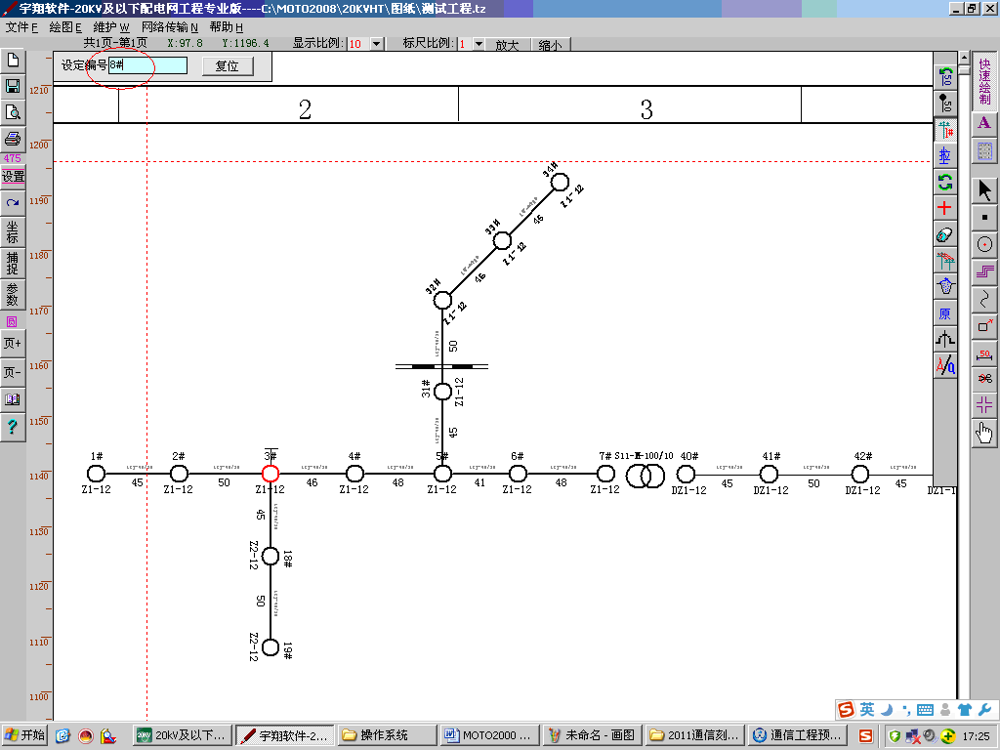 宇翔软件-20KV及以下配电网工程专业版----C:\MOTO2008\20KVHT\图纸\测试工程.tz
文件F 绘图E 维护W 网络传输N 帮助H
共1页-第1页 X:97.8 Y:1196.4 显示比例: 10 标尺比例: 1 放大 缩小
设定编号 8# 复位
2 3
475
设置
坐标
捕捉
参数
圆
页+
页-
?
1210
1200
1190
1180
1170
1160
1150
1140
1130
1120
1110
1100
34#
Z1-12
46
33#
Z1-12
46
32#
Z1-12
50
31#
Z1-12
45
1# 2# 3# 4# 5# 6# 7# S11-M-100/10 40# 41# 42#
Z1-12 45 50 Z1-12 46 Z1-12 48 Z1-12 41 Z1-12 48 Z1-12 DZ1-12 45 DZ1-12 50 DZ1-12 45 DZ1-1
Z1-12
45
Z2-12
18#
50
Z2-12
19#
50
50
#
拉
原
A/Q
快速绘制
A
50
英
开始 20kV及以下... 宇翔软件-2... 操作系统 MOTO2000 ... 未命名 - 画图 2011通信刻... 通信工程预... 17:25